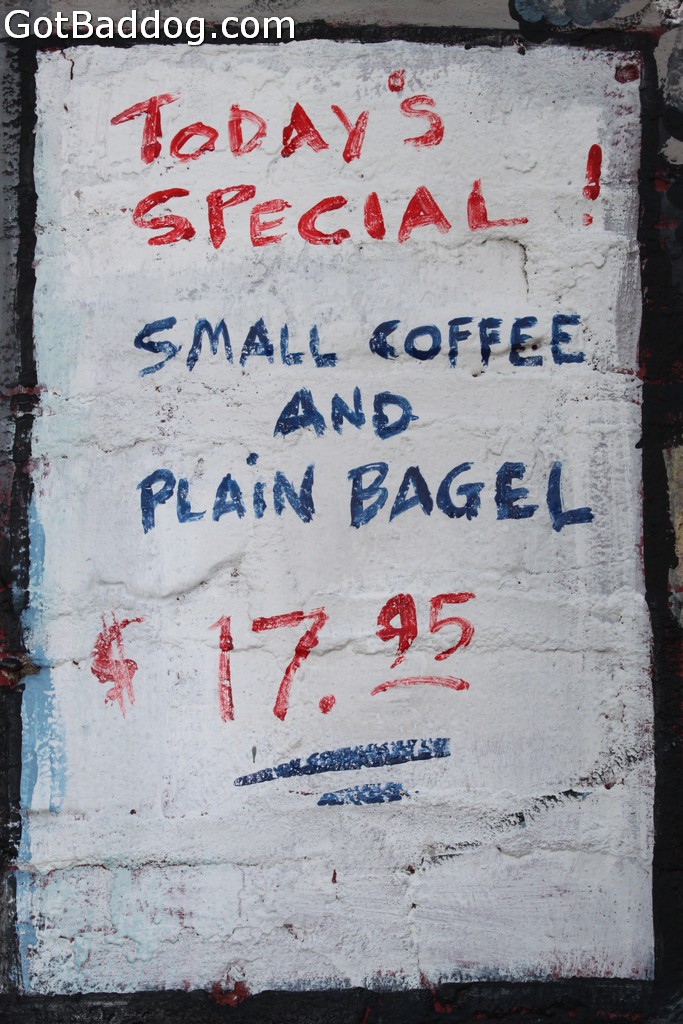 GotBaddog.com
TODAY'S
SPECIAL!
SMALL COFFEE
AND
PLAiN BAGEL
$ 17.95